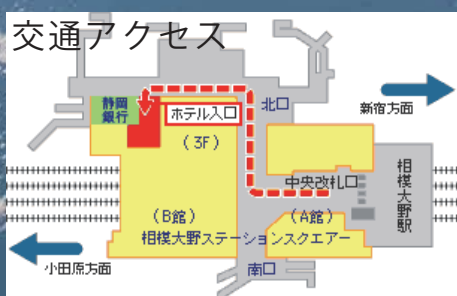 交通アクセス
静岡
銀行
ホテル入口
北口
新宿方面
(3F)
中央改札口
相模大野駅
(B館)
(A館)
相模大野ステーションスクエアー
小田原方面
南口